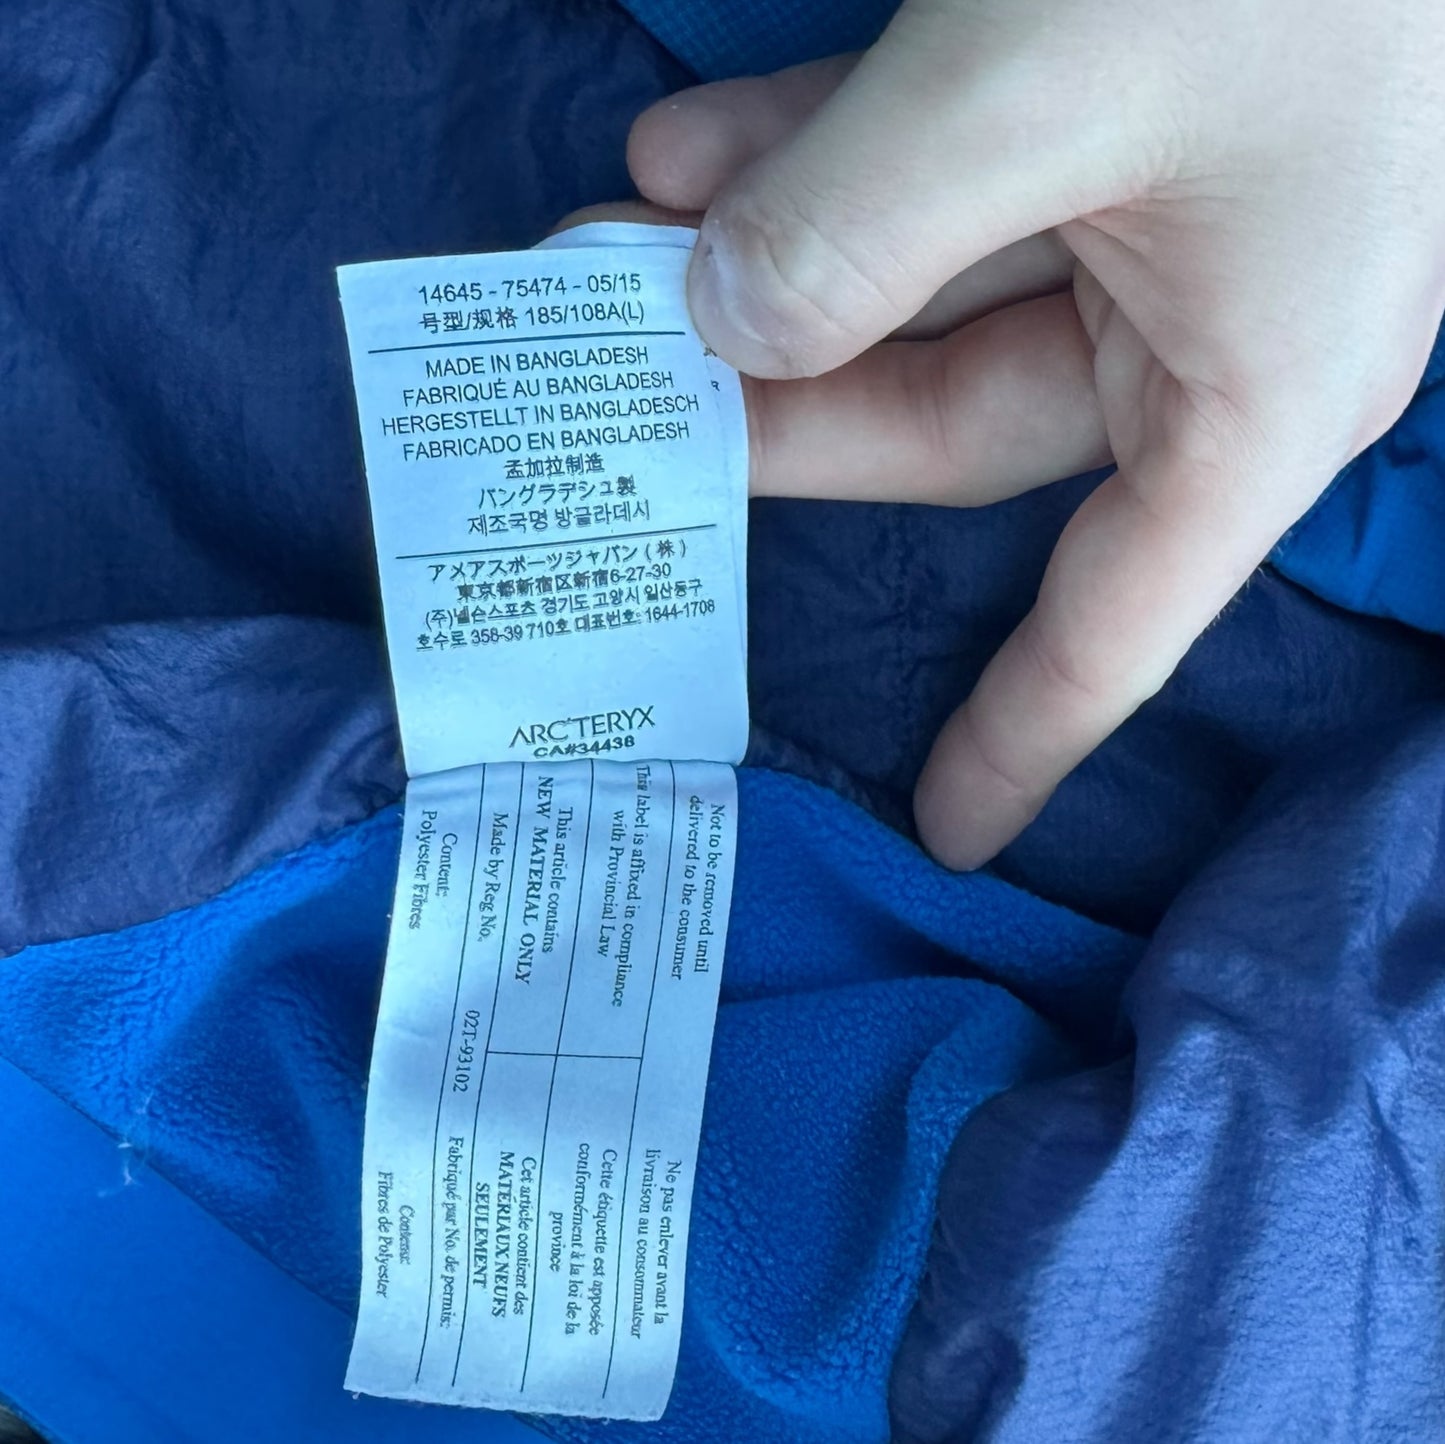 14645 - 75474 - 05/15
号型/规格 185/108A(L)
MADE IN BANGLADESH
FABRIQUÉ AU BANGLADESH
HERGESTELLT IN BANGLADESCH
FABRICADO EN BANGLADESH
孟加拉制造
バングラデシュ製
제조국명 방글라데시
アメアスポーツジャパン (株)
東京都新宿区新宿6-27-30
(주)넬슨스포츠 경기도 고양시 일산동구
호수로 358-39 710호 대표번호: 1644-1708
ARC'TERYX
CA#34436
Not to be removed until
delivered to the consumer
Ne pas enlever avant la
livraison au consommateur
This label is affixed in compliance
with Provincial Law
Cette étiquette est apposée
conformément à la loi de la
province
This article contains
NEW MATERIAL ONLY
Cet article contient des
MATÉRIAUX NEUFS
SEULEMENT
Made by Reg No. 02T-93102 Fabriqué par No. de permis:
Content:
Polyester Fibres
Contenu:
Fibres de Polyester